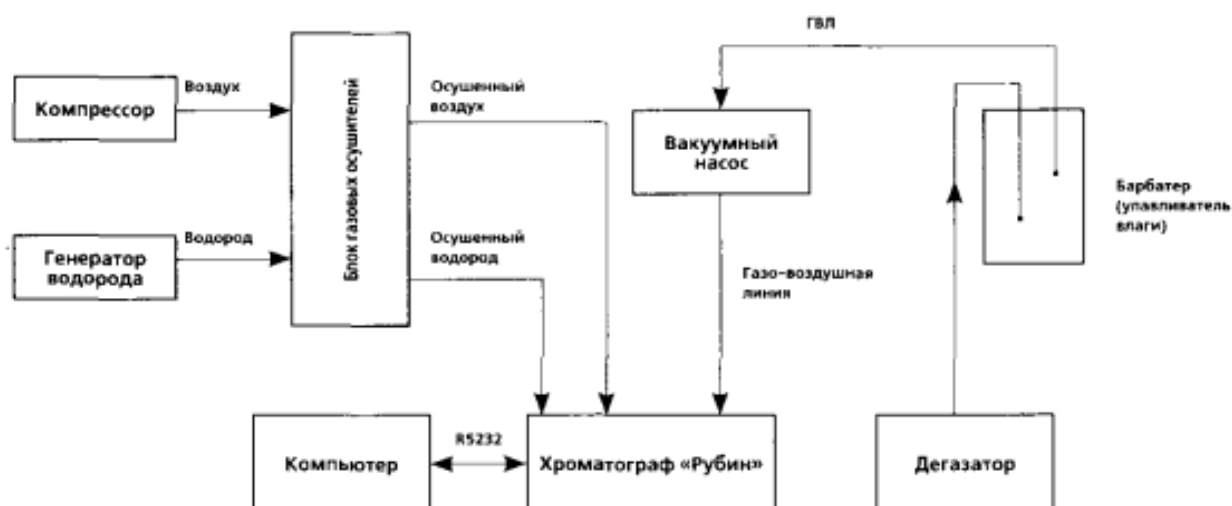 ГВЛ
Компрессор
Воздух
Блок газовых осушителей
Осушенный
воздух
Вакуумный
насос
Барбатер
(упавливатель
влаги)
Генератор
водорода
Водород
Осушенный
водород
Газо-воздушная
линия
Компьютер
RS232
Хроматограф «Рубин»
Дегазатор